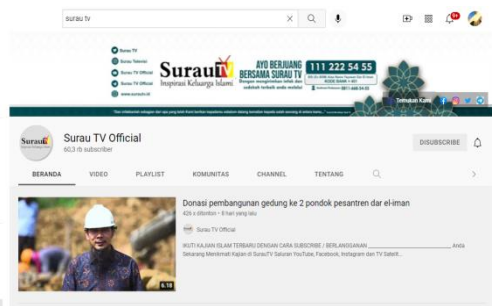 surau tv
Surau TV
Surau Televisi
Surau TV Official
Surau TV Official
www.surautv.id
SurauTV
Inspirasi Keluarga Islami
AYO BERJUANG
BERSAMA SURAU TV
111 222 54 55
Temukan Kami
SurauTV
Surau TV Official
60,3 rb subscriber
DISUBSCRIBE
BERANDA VIDEO PLAYLIST KOMUNITAS CHANNEL TENTANG
6.18
Donasi pembangunan gedung ke 2 pondok pesantren dar el-iman
426 x ditonton • 8 hari yang lalu
Surau TV Official
IKUTI KAJIAN ISLAM TERBARU DENGAN CARA SUBSCRIBE / BERLANGGANAN Anda
Sekarang Menikmati Kajian di SurauTV Saluran YouTube, Facebook, Instagram dan TV Satelit...